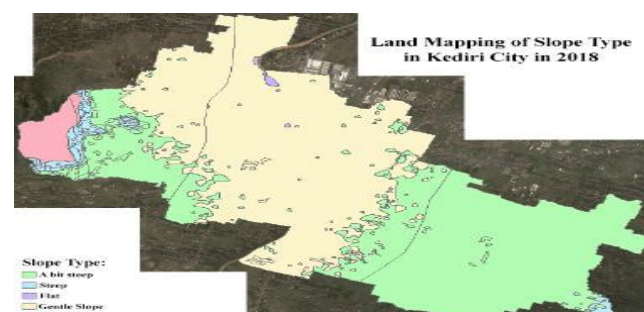 Land Mapping of Slope Type
in Kediri City in 2018
Slope Type:
A bit steep
Steep
Flat
Gentle Slope